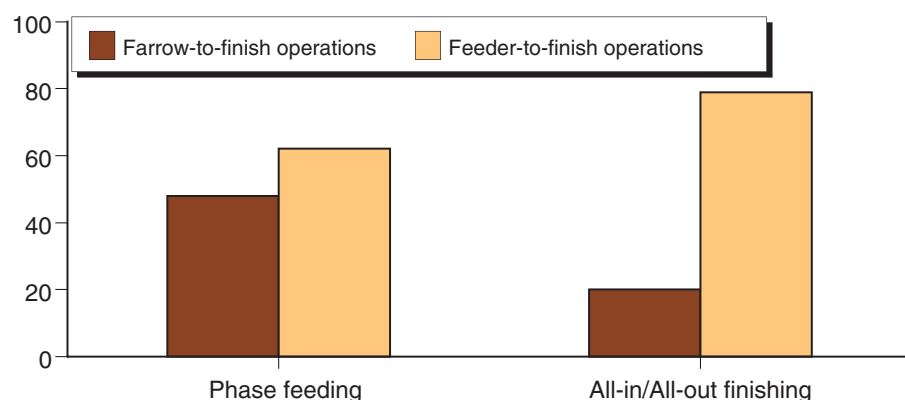 100
Farrow-to-finish operations
Feeder-to-finish operations
80
60
40
20
0
Phase feeding
All-in/All-out finishing